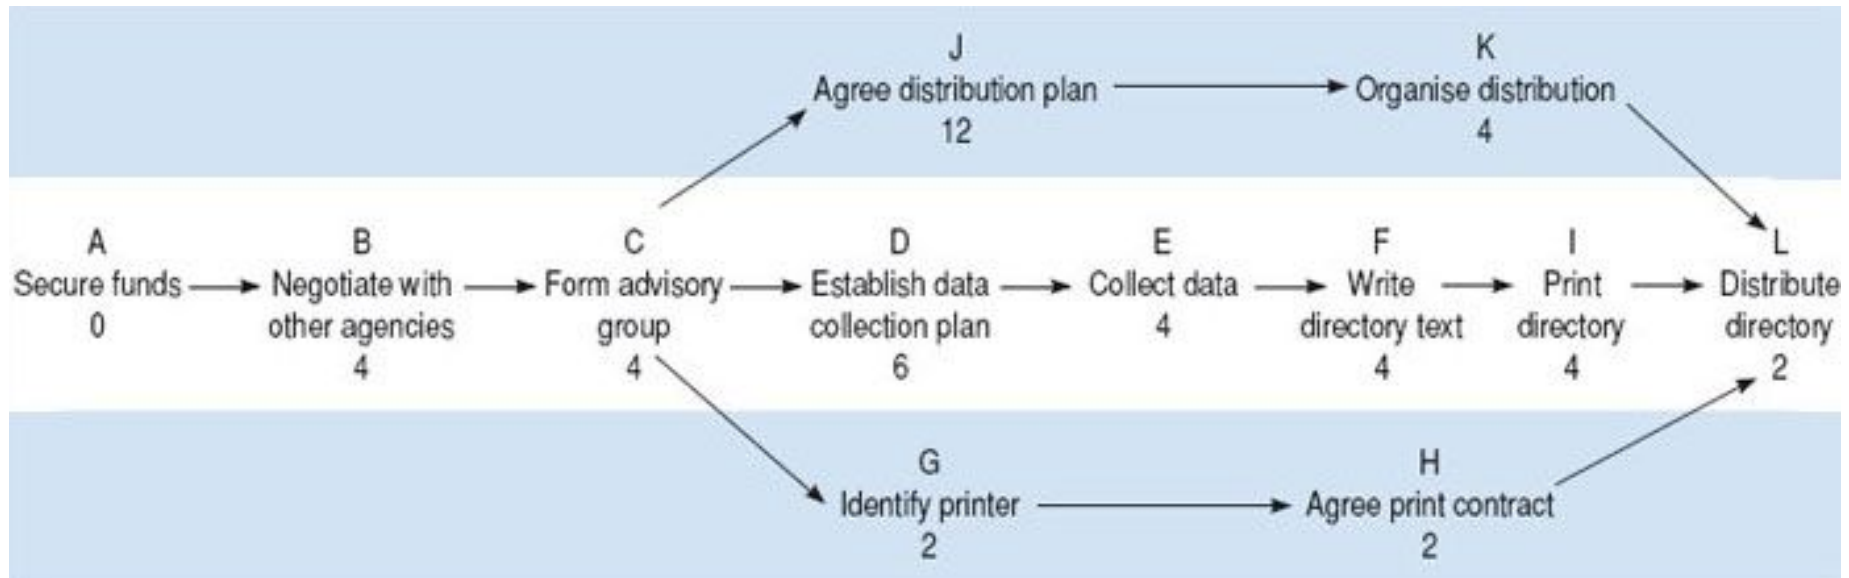 J
Agree distribution plan
12
K
Organise distribution
4
A
Secure funds
0
B
Negotiate with
other agencies
4
C
Form advisory
group
4
D
Establish data
collection plan
6
E
Collect data
4
F
Write
directory text
4
I
Print
directory
4
L
Distribute
directory
2
G
Identify printer
2
H
Agree print contract
2